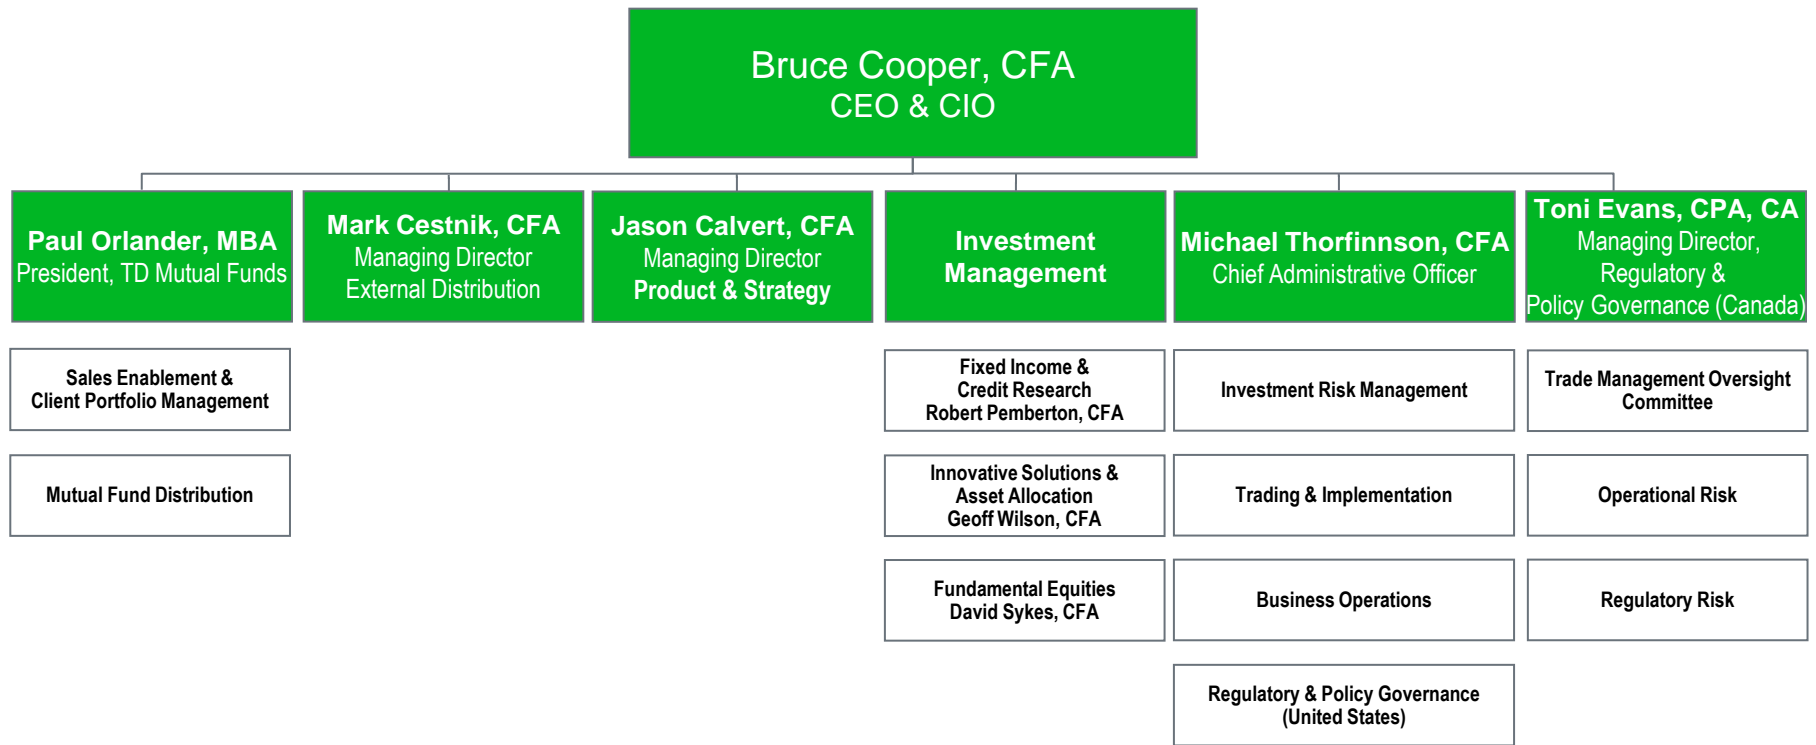 Bruce Cooper, CFA
CEO & CIO
Paul Orlander, MBA
President, TD Mutual Funds
Mark Cestnik, CFA
Managing Director
External Distribution
Jason Calvert, CFA
Managing Director
Product & Strategy
Investment
Management
Michael Thorfinnson, CFA
Chief Administrative Officer
Toni Evans, CPA, CA
Managing Director,
Regulatory &
Policy Governance (Canada)
Sales Enablement &
Client Portfolio Management
Mutual Fund Distribution
Fixed Income &
Credit Research
Robert Pemberton, CFA
Innovative Solutions &
Asset Allocation
Geoff Wilson, CFA
Fundamental Equities
David Sykes, CFA
Investment Risk Management
Trading & Implementation
Business Operations
Regulatory & Policy Governance
(United States)
Trade Management Oversight
Committee
Operational Risk
Regulatory Risk